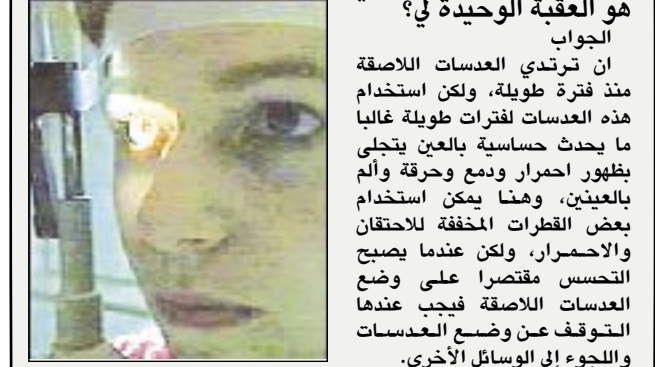 هو العقبة الوحيدة لي؟
الجواب
ان ترتدي العدسات اللاصقة
منذ فترة طويلة، ولكن استخدام
هذه العدسات لفترات طويلة غالبا
ما يحدث حساسية بالعين يتجلى
بظهور احمرار ودمع وحرقة وألم
بالعينين، وهنا يمكن استخدام
بعض القطرات المخففة للاحتقان
والاحمرار، ولكن عندما يصبح
التحسس مقتصرا على وضع
العدسات اللاصقة فيجب عندها
التوقف عن وضع العدسات
واللجوء إلى الوسائل الأخرى.